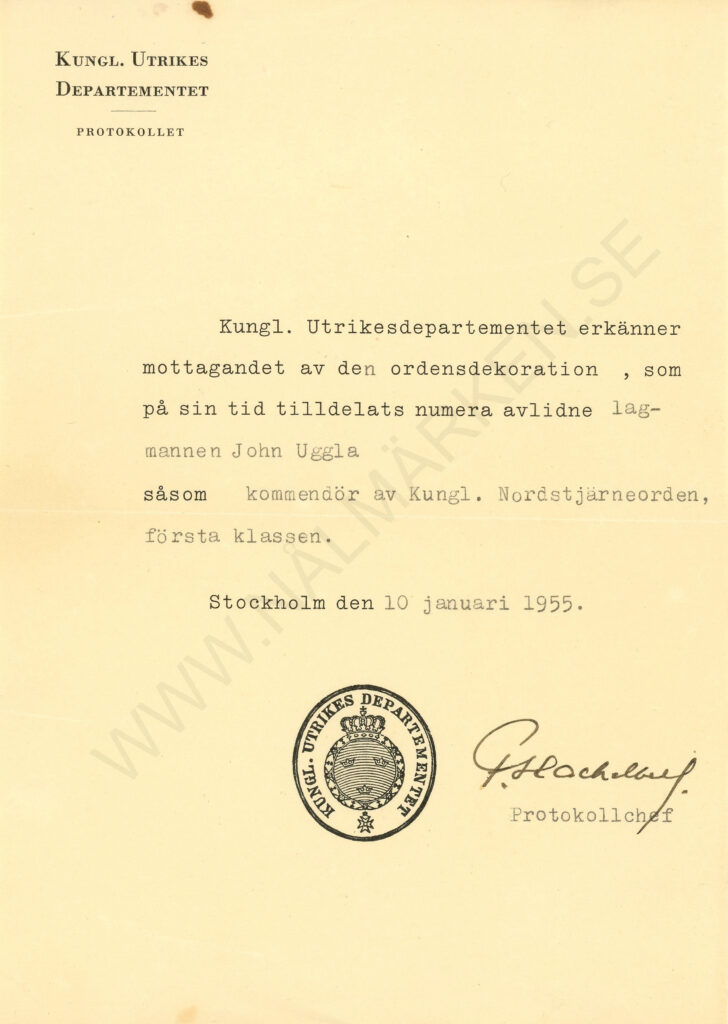 KUNGL. UTRIKES
DEPARTEMENTET
PROTOKOLLET
Kungl. Utrikesdepartementet erkänner
mottagandet av den ordensdekoration , som
på sin tid tilldelats numera avlidne lag-
mannen John Uggla
såsom kommendör av Kungl. Nordstjärneorden,
första klassen.
Stockholm den 10 januari 1955.
KUNGL. UTRIKES DEPARTEMENTET
Protokollchef
WWW.NÅLMÄRKEN.SE